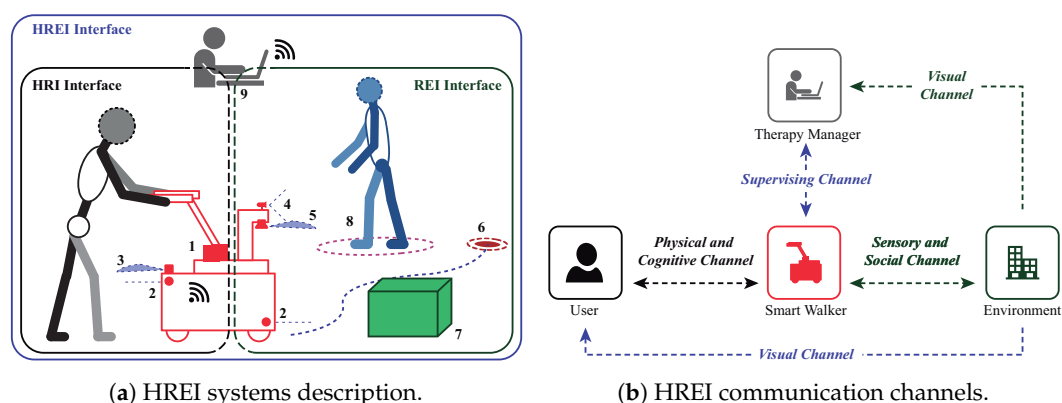 HREI Interface
HRI Interface
REI Interface
9
4
5
8
6
1
3
2
2
7
(a) HREI systems description.
Visual
Channel
Therapy Manager
Supervising Channel
Physical and
Cognitive Channel
Sensory and
Social Channel
User
Smart Walker
Environment
Visual Channel
(b) HREI communication channels.